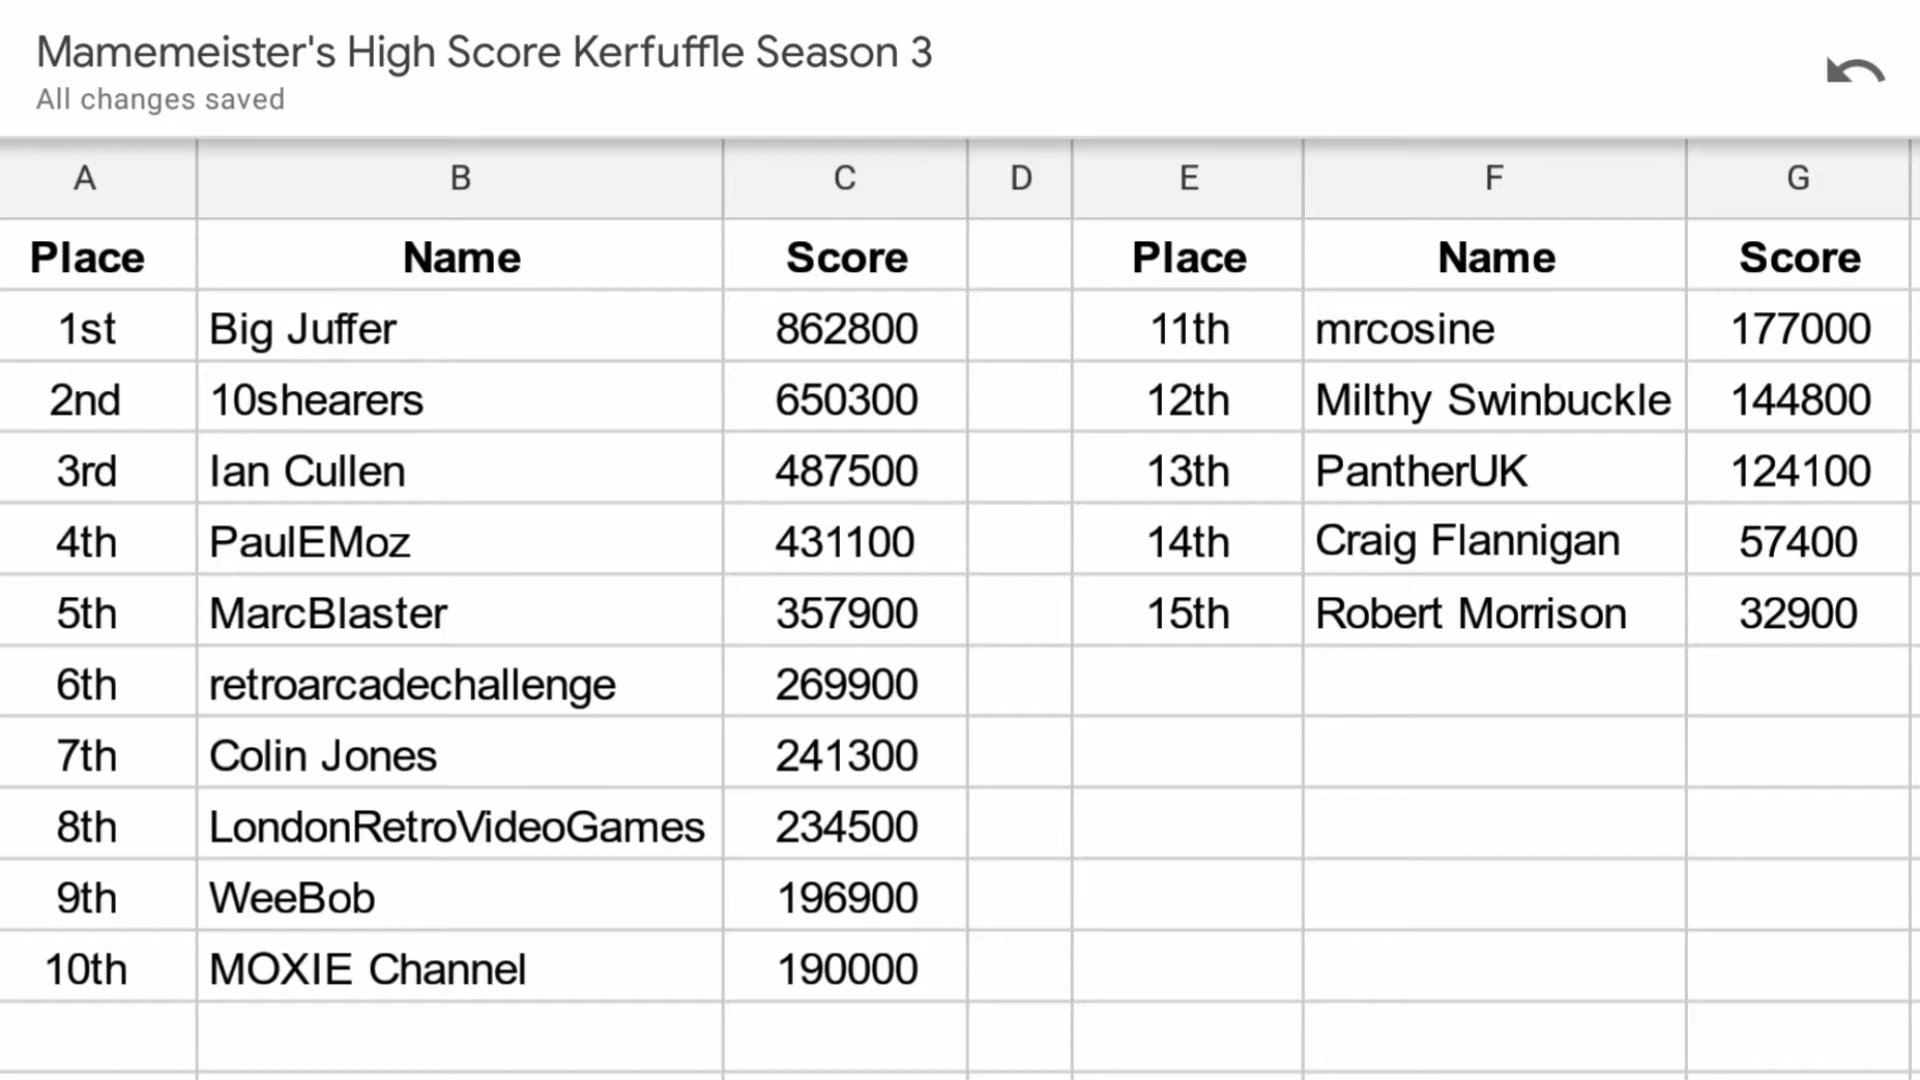 Mamemeister's High Score Kerfuffle Season 3
All changes saved
A B C D E F G
Place Name Score Place Name Score
1st Big Juffer 862800 11th mrcosine 177000
2nd 10shearers 650300 12th Milthy Swinbuckle 144800
3rd Ian Cullen 487500 13th PantherUK 124100
4th PaulEMoz 431100 14th Craig Flannigan 57400
5th MarcBlaster 357900 15th Robert Morrison 32900
6th retroarcadechallenge 269900
7th Colin Jones 241300
8th LondonRetroVideoGames 234500
9th WeeBob 196900
10th MOXIE Channel 190000